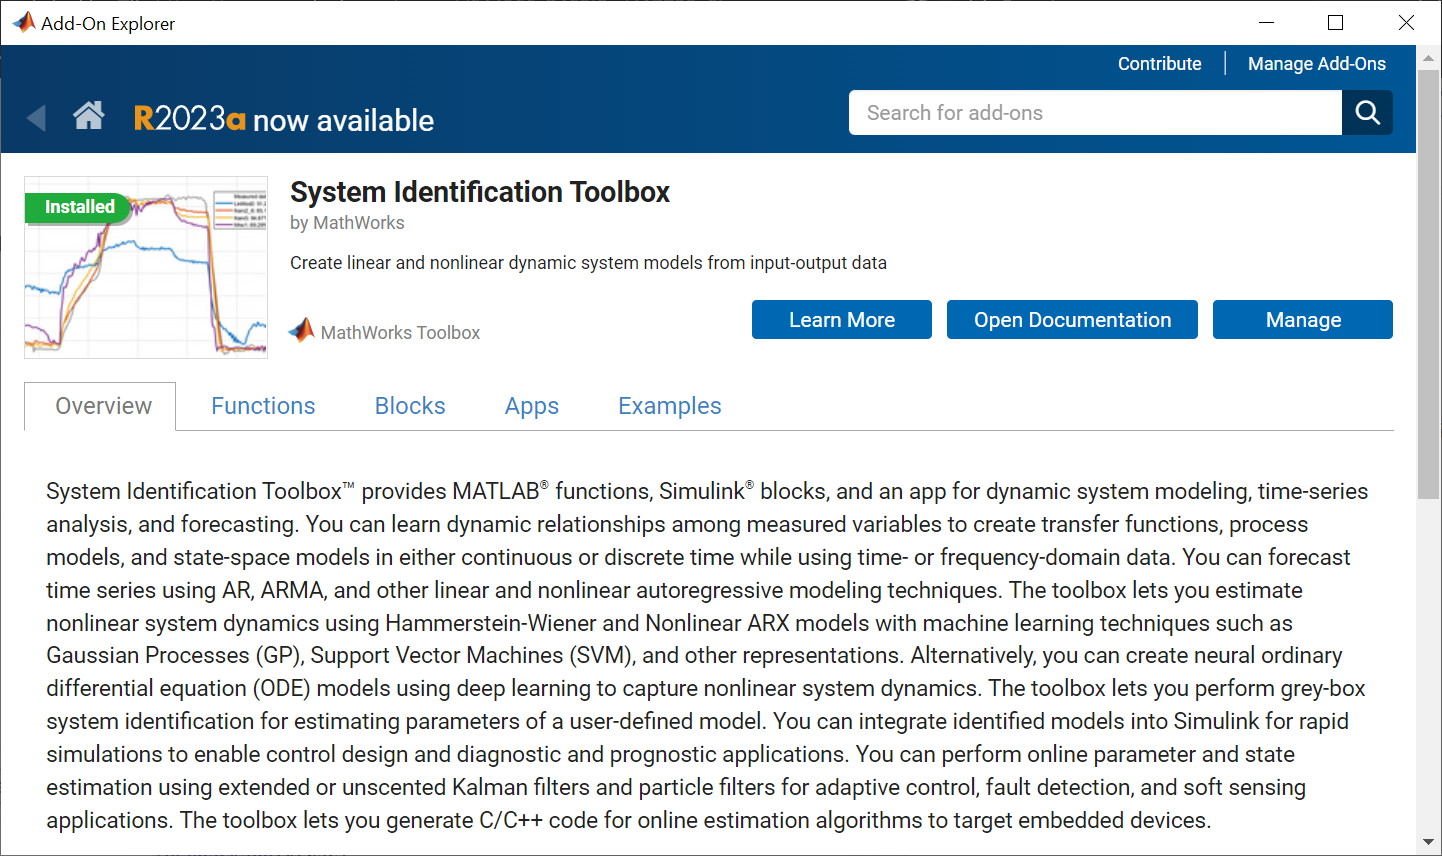 Add-On Explorer
Contribute
Manage Add-Ons
R2023a now available
Search for add-ons
Installed
System Identification Toolbox
by MathWorks
Create linear and nonlinear dynamic system models from input-output data
MathWorks Toolbox
Learn More
Open Documentation
Manage
Overview
Functions
Blocks
Apps
Examples
System Identification Toolbox™ provides MATLAB® functions, Simulink® blocks, and an app for dynamic system modeling, time-series
analysis, and forecasting. You can learn dynamic relationships among measured variables to create transfer functions, process
models, and state-space models in either continuous or discrete time while using time- or frequency-domain data. You can forecast
time series using AR, ARMA, and other linear and nonlinear autoregressive modeling techniques. The toolbox lets you estimate
nonlinear system dynamics using Hammerstein-Wiener and Nonlinear ARX models with machine learning techniques such as
Gaussian Processes (GP), Support Vector Machines (SVM), and other representations. Alternatively, you can create neural ordinary
differential equation (ODE) models using deep learning to capture nonlinear system dynamics. The toolbox lets you perform grey-box
system identification for estimating parameters of a user-defined model. You can integrate identified models into Simulink for rapid
simulations to enable control design and diagnostic and prognostic applications. You can perform online parameter and state
estimation using extended or unscented Kalman filters and particle filters for adaptive control, fault detection, and soft sensing
applications. The toolbox lets you generate C/C++ code for online estimation algorithms to target embedded devices.